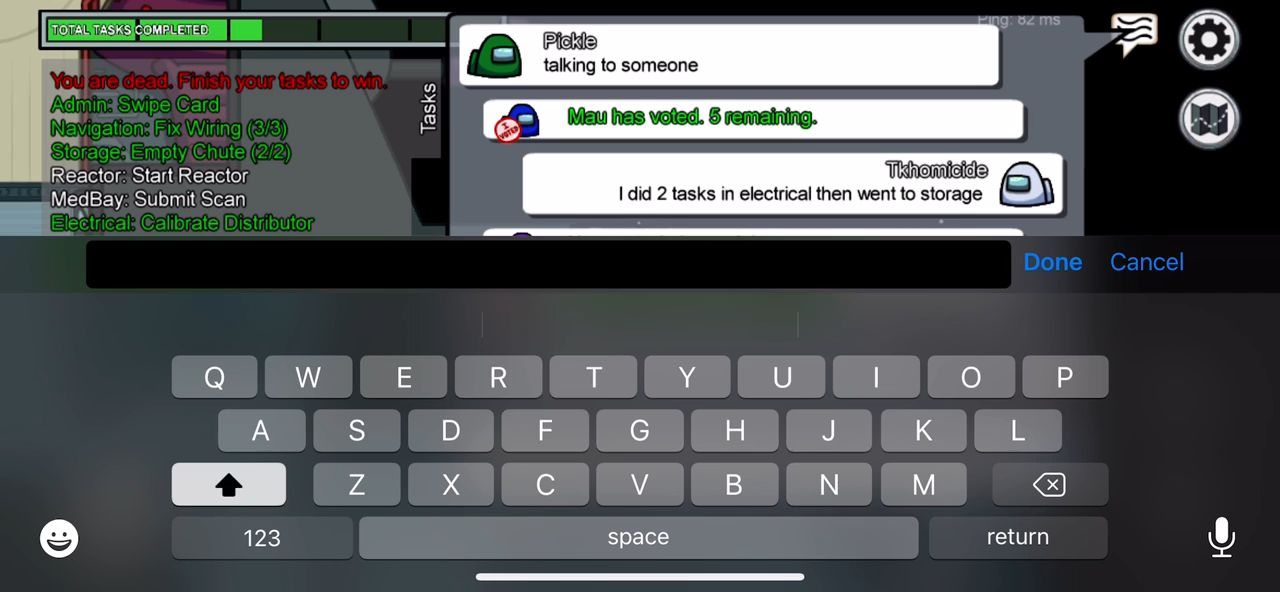 TOTAL TASKS COMPLETED
Ping: 82 ms
You are dead. Finish your tasks to win.
Admin: Swipe Card
Navigation: Fix Wiring (3/3)
Storage: Empty Chute (2/2)
Reactor: Start Reactor
MedBay: Submit Scan
Electrical: Calibrate Distributor
Tasks
Pickle
talking to someone
I VOTED
Mau has voted. 5 remaining.
Tkhomicide
I did 2 tasks in electrical then went to storage
Done
Cancel
Q W E R T Y U I O P
A S D F G H J K L
Z X C V B N M
123
space
return